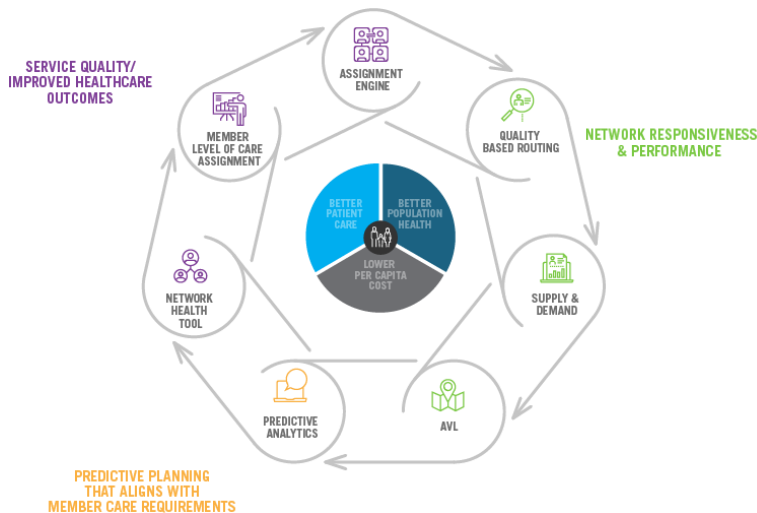 SERVICE QUALITY/
IMPROVED HEALTHCARE
OUTCOMES
ASSIGNMENT
ENGINE
MEMBER
LEVEL OF CARE
ASSIGNMENT
QUALITY
BASED ROUTING
NETWORK RESPONSIVENESS
& PERFORMANCE
BETTER
PATIENT
CARE
BETTER
POPULATION
HEALTH
LOWER
PER CAPITA
COST
NETWORK
HEALTH
TOOL
SUPPLY &
DEMAND
PREDICTIVE
ANALYTICS
AVL
PREDICTIVE PLANNING
THAT ALIGNS WITH
MEMBER CARE REQUIREMENTS